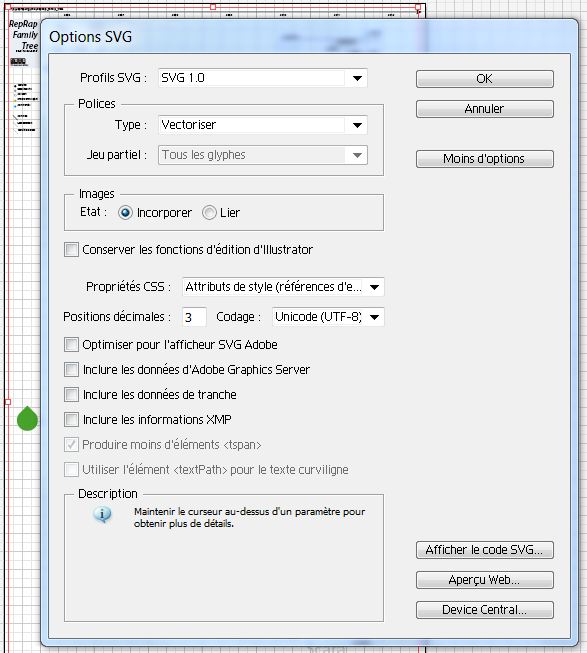 RepRap
Family
Tree
Options SVG
Profils SVG : SVG 1.0
OK
Polices
Annuler
Type : Vectoriser
Jeu partiel : Tous les glyphes
Moins d'options
Images
Etat : Incorporer Lier
Conserver les fonctions d'édition d'Illustrator
Propriétés CSS : Attributs de style (références d'e...
Positions décimales : 3 Codage : Unicode (UTF-8)
Optimiser pour l'afficheur SVG Adobe
Inclure les données d'Adobe Graphics Server
Inclure les données de tranche
Inclure les informations XMP
Produire moins d'éléments <tspan>
Utiliser l'élément <textPath> pour le texte curviligne
Description
Maintenir le curseur au-dessus d'un paramètre pour
obtenir plus de détails.
Afficher le code SVG...
Aperçu Web...
Device Central...